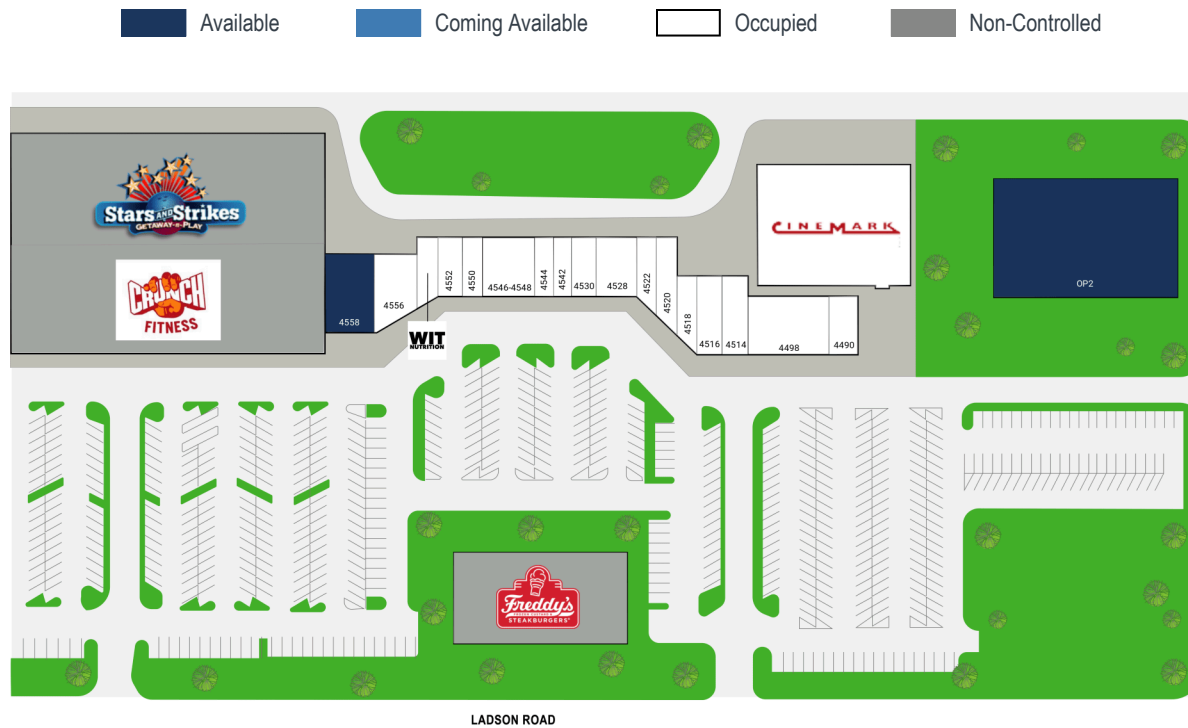 Available
Coming Available
Occupied
Non-Controlled
Stars AND Strikes
GETAWAY-N-PLAY
CRUNCH
FITNESS
CINEMARK
OP2
4558
4556
WIT
NUTRITION
4552
4550
4546-4548
4544
4542
4530
4528
4522
4520
4518
4516
4514
4498
4490
Freddy's
STEAKBURGERS
LADSON ROAD